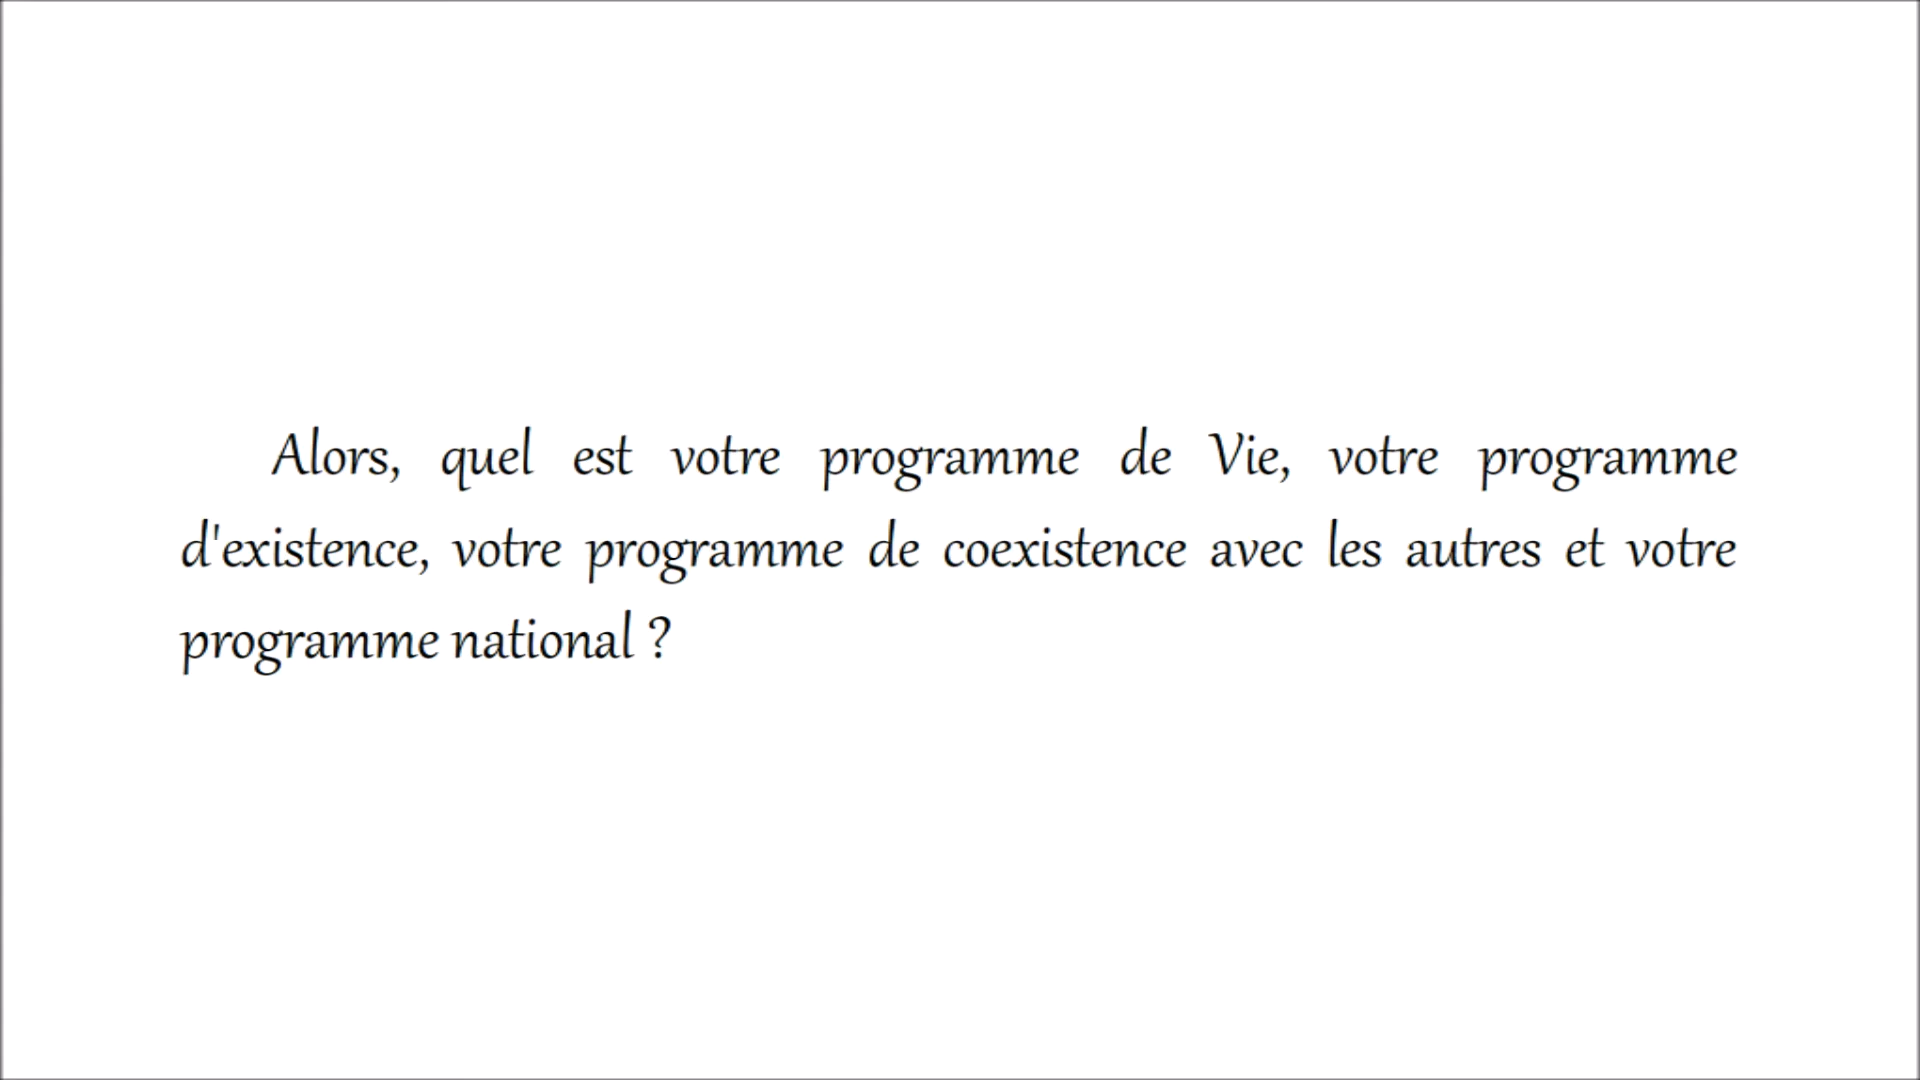 Alors, quel est votre programme de Vie, votre programme
d'existence, votre programme de coexistence avec les autres et votre
programme national ?